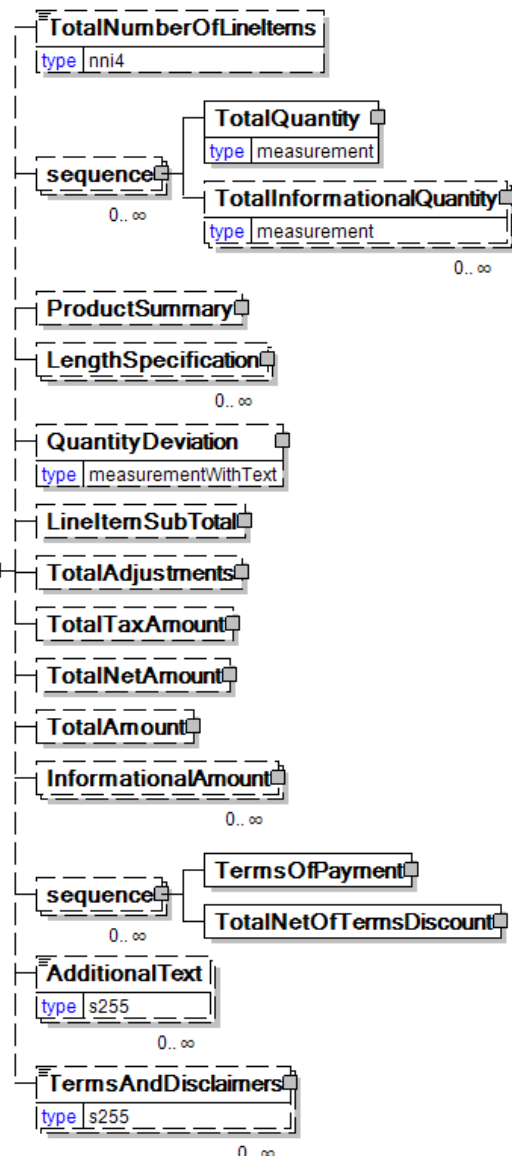 TotalNumberOfLineItems
type nni4
TotalQuantity
type measurement
sequence
0.. ∞
TotalInformationalQuantity
type measurement
0.. ∞
ProductSummary
LengthSpecification
0.. ∞
QuantityDeviation
type measurementWithText
LineItemSubTotal
TotalAdjustments
TotalTaxAmount
TotalNetAmount
TotalAmount
InformationalAmount
0.. ∞
TermsOfPayment
sequence
TotalNetOfTermsDiscount
0.. ∞
AdditionalText
type s255
0.. ∞
TermsAndDisclaimers
type s255
0.. ∞